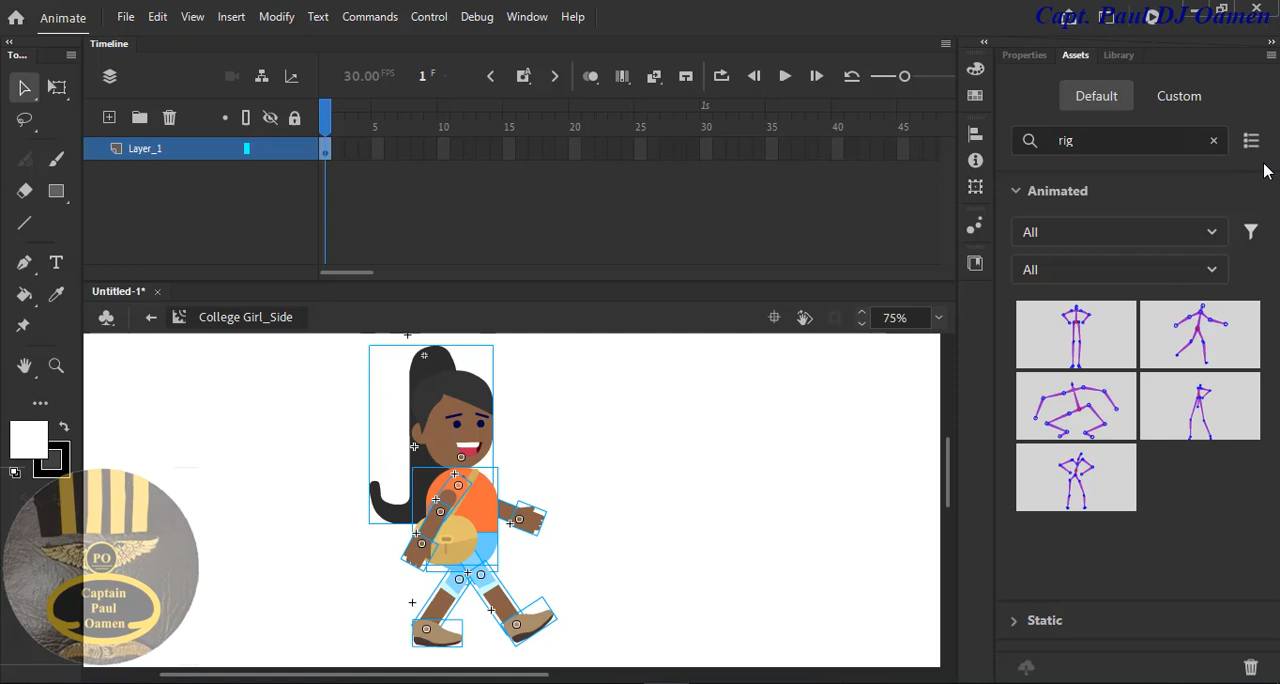 Animate
File Edit View Insert Modify Text Commands Control Debug Window Help
Capt. Paul DJ Oamen
To...
Timeline
30.00 FPS 1 F
1s
5 10 15 20 25 30 35 40 45
Layer_1
Untitled-1* ×
College Girl_Side
75%
Properties Assets Library
Default Custom
rig
Animated
All
All
Static
PO
Captain
Paul
Oamen